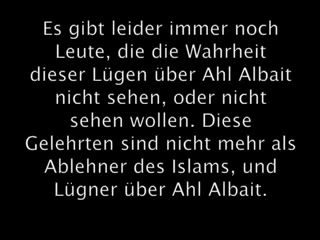 Es gibt leider immer noch
Leute, die die Wahrheit
dieser Lügen über Ahl Albait
nicht sehen, oder nicht
sehen wollen. Diese
Gelehrten sind nicht mehr als
Ablehner des Islams, und
Lügner über Ahl Albait.